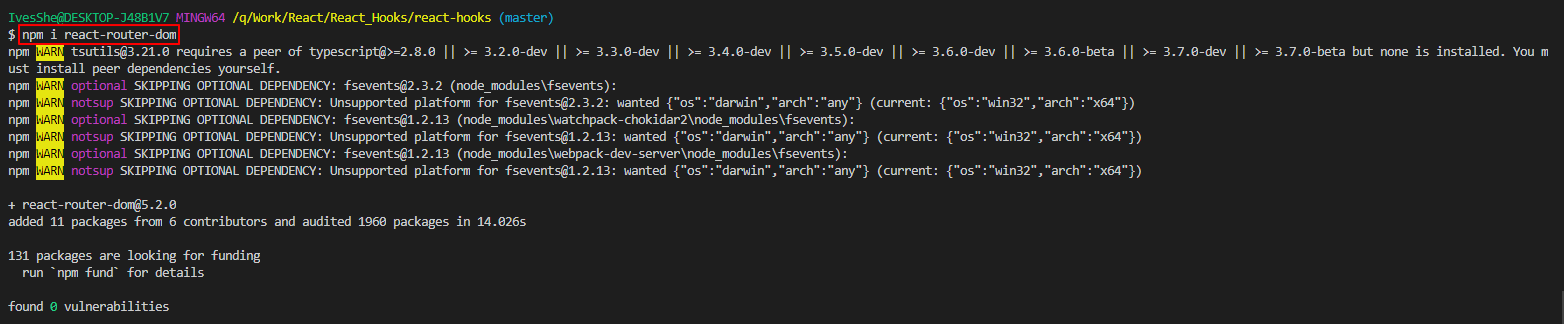 IvesShe@DESKTOP-J48B1V7 MINGW64 /q/Work/React/React_Hooks/react-hooks (master)
$ npm i react-router-dom
npm WARN tsutils@3.21.0 requires a peer of typescript@>=2.8.0 || >= 3.2.0-dev || >= 3.3.0-dev || >= 3.4.0-dev || >= 3.5.0-dev || >= 3.6.0-dev || >= 3.6.0-beta || >= 3.7.0-dev || >= 3.7.0-beta but none is installed. You m
ust install peer dependencies yourself.
npm WARN optional SKIPPING OPTIONAL DEPENDENCY: fsevents@2.3.2 (node_modules\fsevents):
npm WARN notsup SKIPPING OPTIONAL DEPENDENCY: Unsupported platform for fsevents@2.3.2: wanted {"os":"darwin","arch":"any"} (current: {"os":"win32","arch":"x64"})
npm WARN optional SKIPPING OPTIONAL DEPENDENCY: fsevents@1.2.13 (node_modules\watchpack-chokidar2\node_modules\fsevents):
npm WARN notsup SKIPPING OPTIONAL DEPENDENCY: Unsupported platform for fsevents@1.2.13: wanted {"os":"darwin","arch":"any"} (current: {"os":"win32","arch":"x64"})
npm WARN optional SKIPPING OPTIONAL DEPENDENCY: fsevents@1.2.13 (node_modules\webpack-dev-server\node_modules\fsevents):
npm WARN notsup SKIPPING OPTIONAL DEPENDENCY: Unsupported platform for fsevents@1.2.13: wanted {"os":"darwin","arch":"any"} (current: {"os":"win32","arch":"x64"})
+ react-router-dom@5.2.0
added 11 packages from 6 contributors and audited 1960 packages in 14.026s
131 packages are looking for funding
run `npm fund` for details
found 0 vulnerabilities